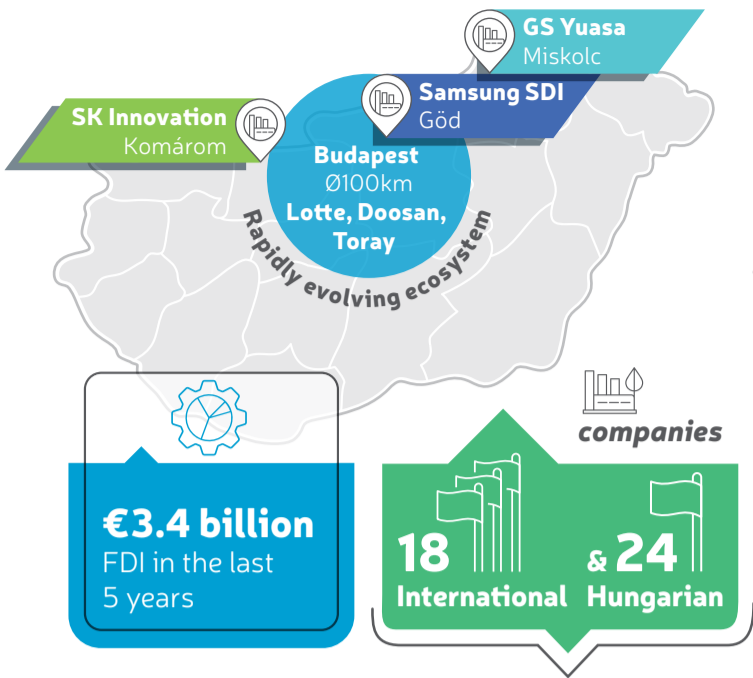 GS Yuasa
Miskolc
Samsung SDI
Göd
SK Innovation
Komárom
Budapest
Ø100km
Lotte, Doosan,
Toray
Rapidly evolving ecosystem
companies
€3.4 billion
FDI in the last
5 years
18
International
& 24
Hungarian